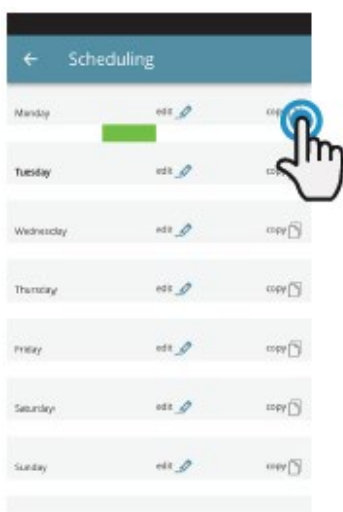 ← Scheduling
Monday edit copy
Tuesday edit copy
Wednesday edit copy
Thursday edit copy
Friday edit copy
Saturday edit copy
Sunday edit copy